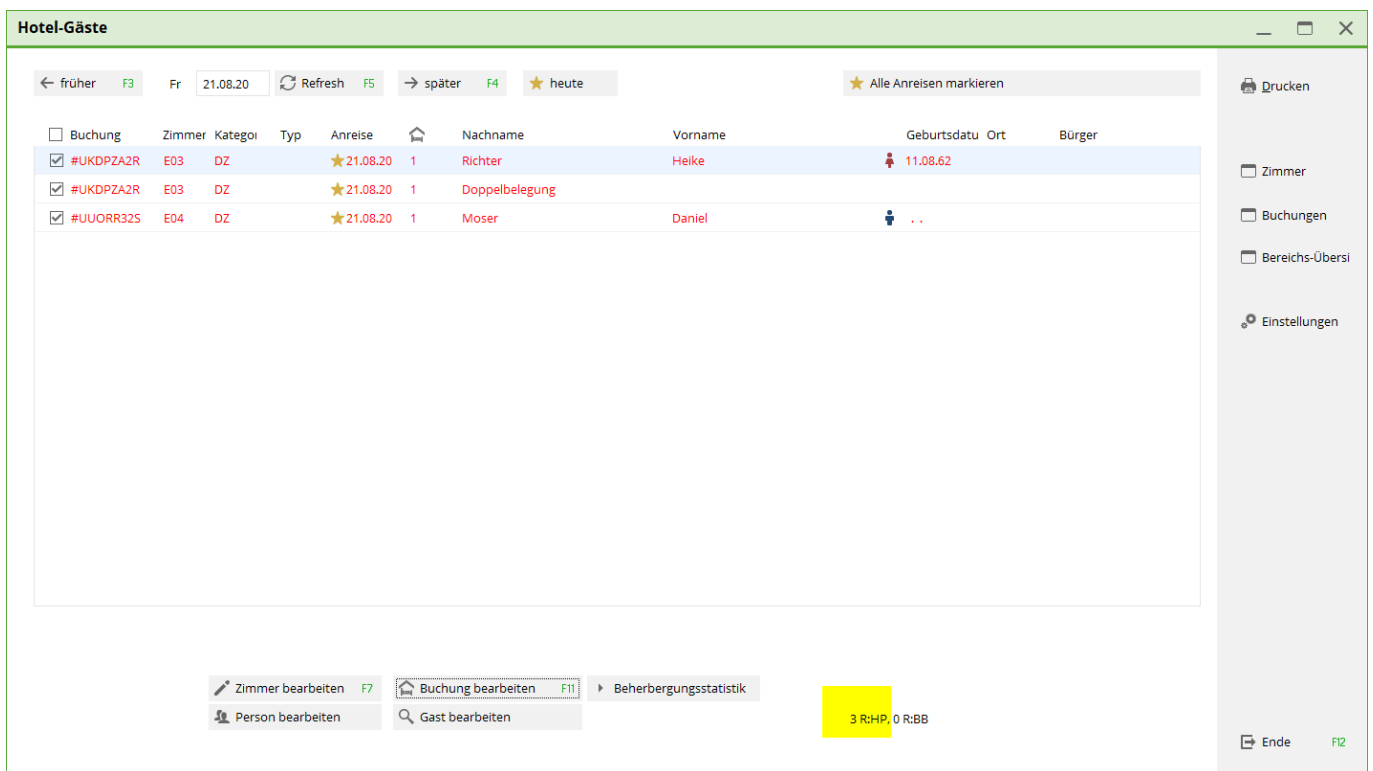 Hotel-Gäste
früher F3 Fr 21.08.20 Refresh F5 später F4 heute Alle Anreisen markieren
Drucken
Buchung Zimmer Kategoi Typ Anreise Nachname Vorname Geburtsdatu Ort Bürger
#UKDPZA2R E03 DZ 21.08.20 1 Richter Heike 11.08.62
Zimmer
#UKDPZA2R E03 DZ 21.08.20 1 Doppelbelegung
#UUORR32S E04 DZ 21.08.20 1 Moser Daniel . .
Buchungen
Bereichs-Übersi
Einstellungen
Zimmer bearbeiten F7 Buchung bearbeiten F11 Beherbergungsstatistik
Person bearbeiten Gast bearbeiten 3 R:HP, 0 R:BB
Ende F12